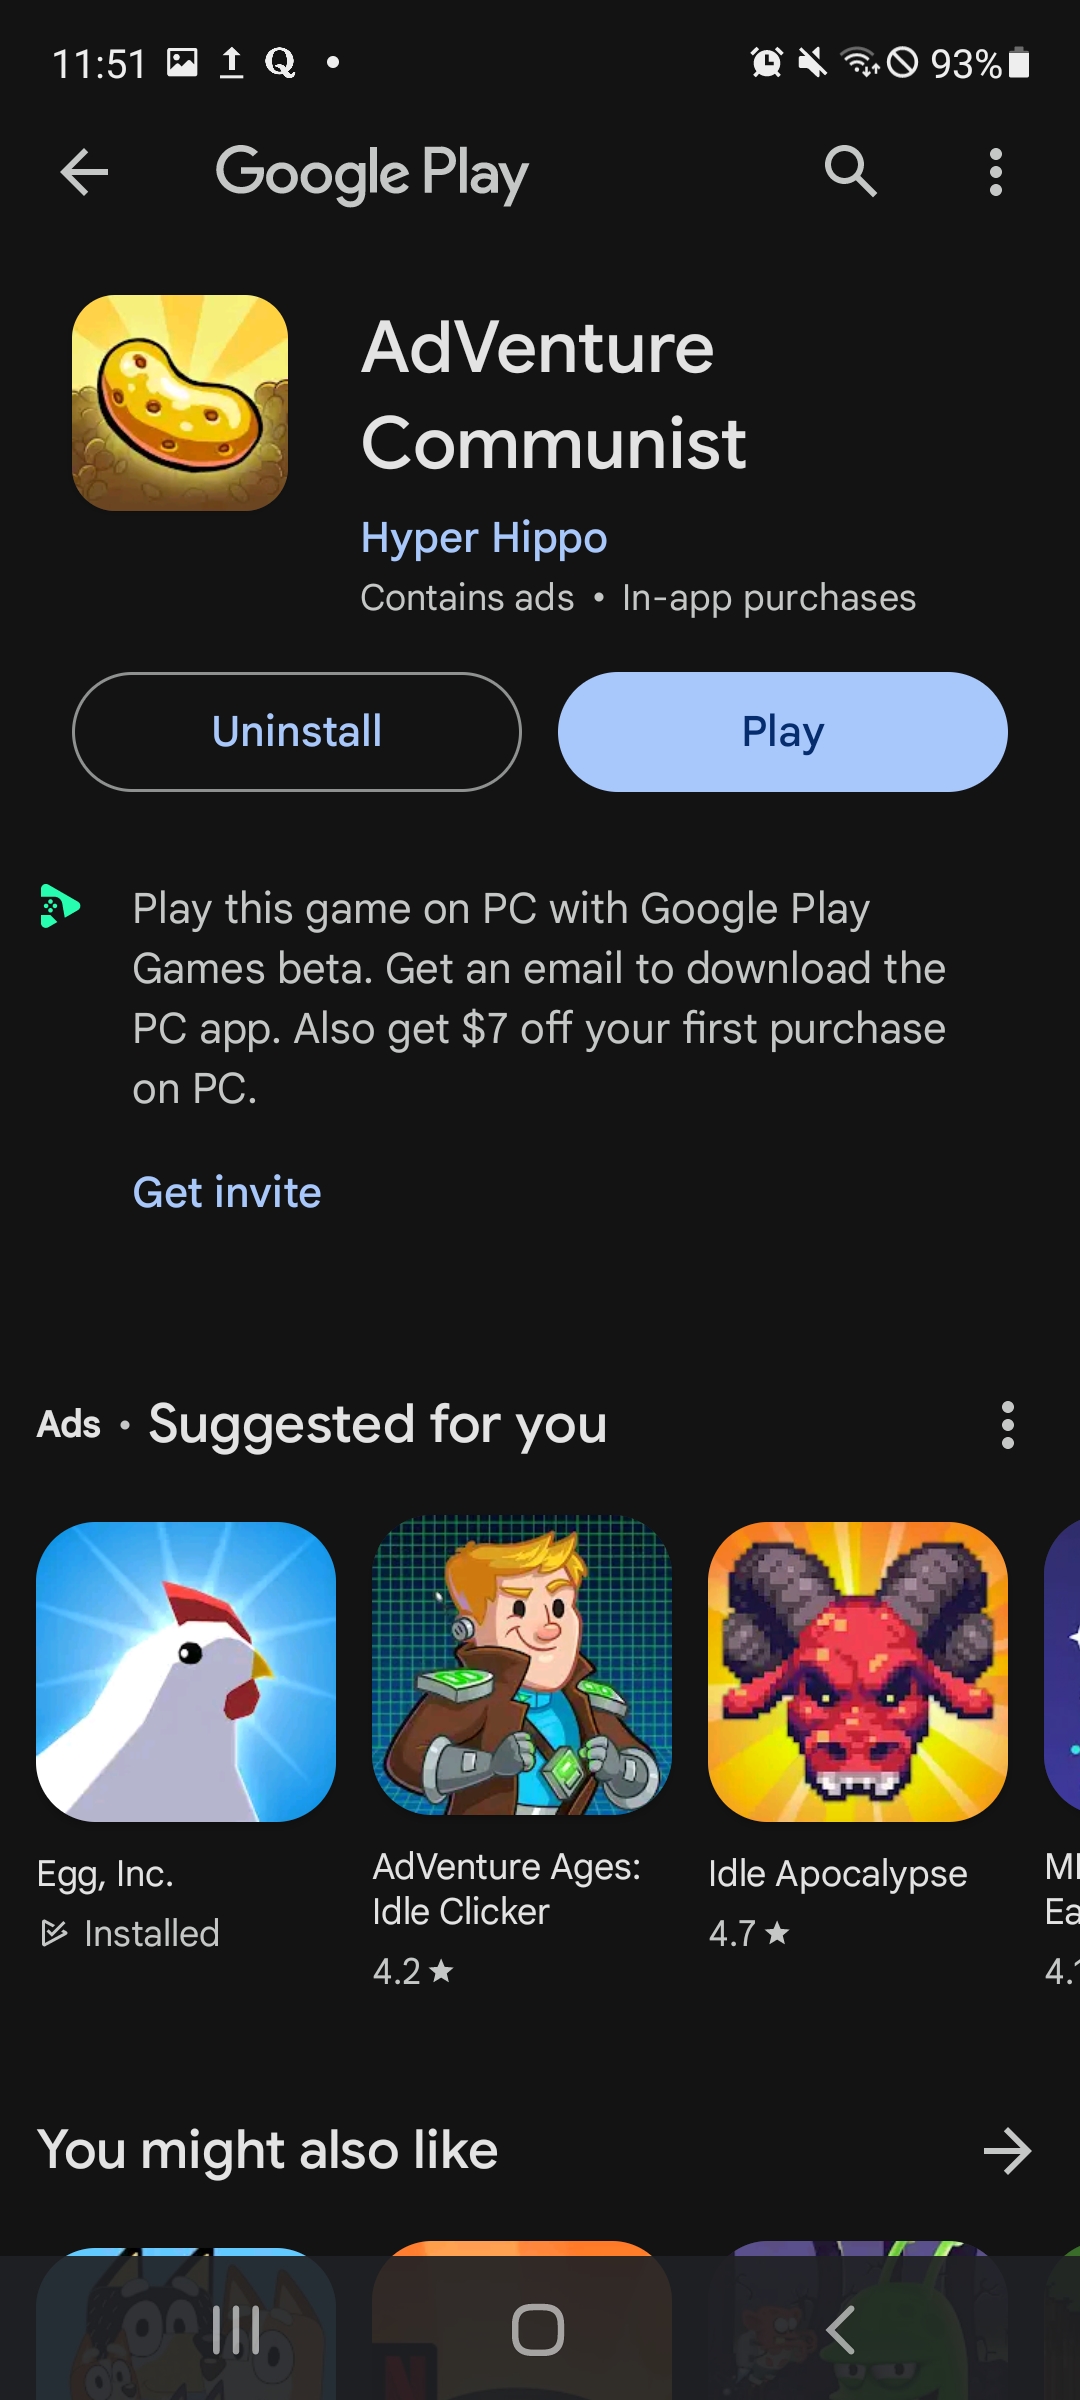 11:51
93%
Google Play
AdVenture
Communist
Hyper Hippo
Contains ads • In-app purchases
Uninstall
Play
Play this game on PC with Google Play
Games beta. Get an email to download the
PC app. Also get $7 off your first purchase
on PC.
Get invite
Ads • Suggested for you
Egg, Inc.
Installed
AdVenture Ages:
Idle Clicker
4.2
Idle Apocalypse
4.7
You might also like
N